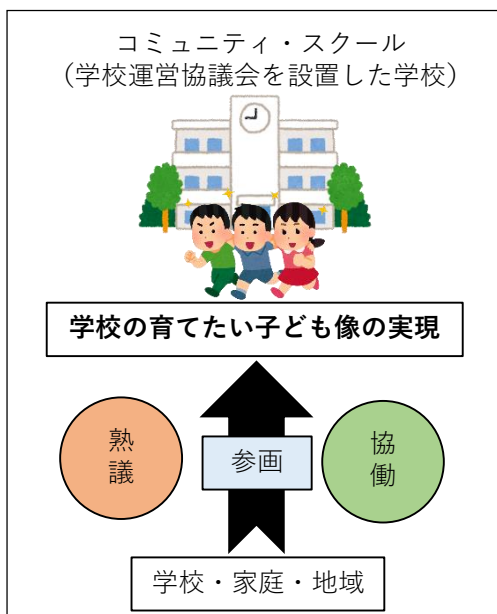 コミュニティ・スクール
（学校運営協議会を設置した学校）
学校の育てたい子ども像の実現
熟議
参画
協働
学校・家庭・地域